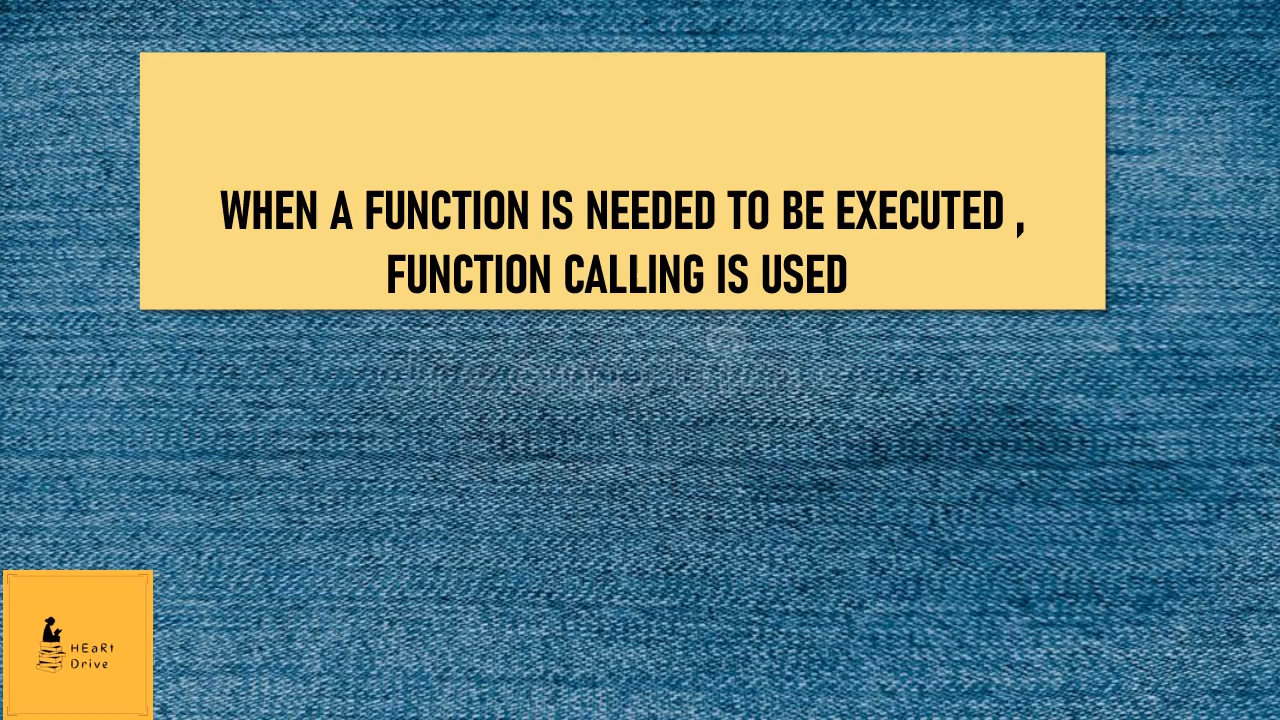 WHEN A FUNCTION IS NEEDED TO BE EXECUTED ,
FUNCTION CALLING IS USED
HEaRt
Drive